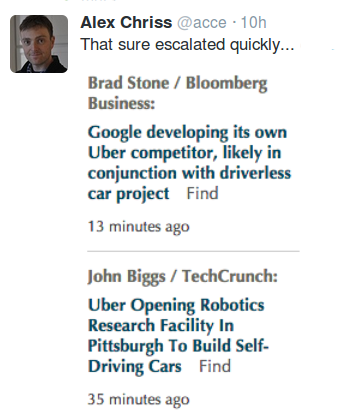 Alex Chriss @acce · 10h
That sure escalated quickly...
Brad Stone / Bloomberg
Business:
Google developing its own
Uber competitor, likely in
conjunction with driverless
car project Find
13 minutes ago
John Biggs / TechCrunch:
Uber Opening Robotics
Research Facility In
Pittsburgh To Build Self-
Driving Cars Find
35 minutes ago